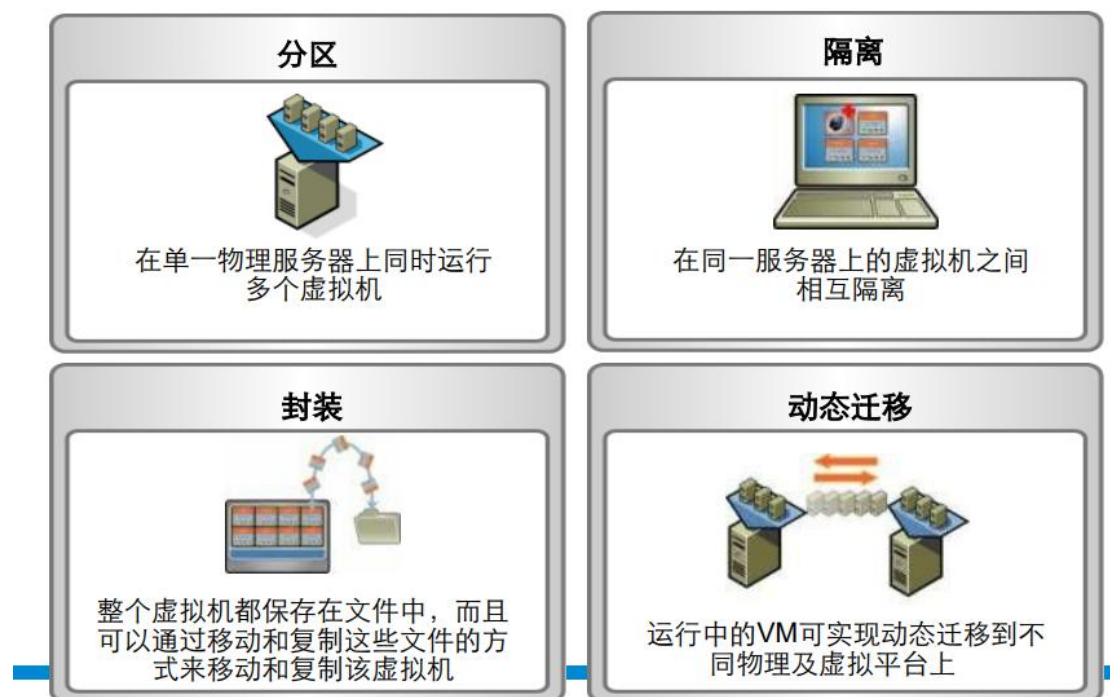 分区
在单一物理服务器上同时运行
多个虚拟机
隔离
在同一服务器上的虚拟机之间
相互隔离
封装
整个虚拟机都保存在文件中，而且
可以通过移动和复制这些文件的方
式来移动和复制该虚拟机
动态迁移
运行中的VM可实现动态迁移到不
同物理及虚拟平台上